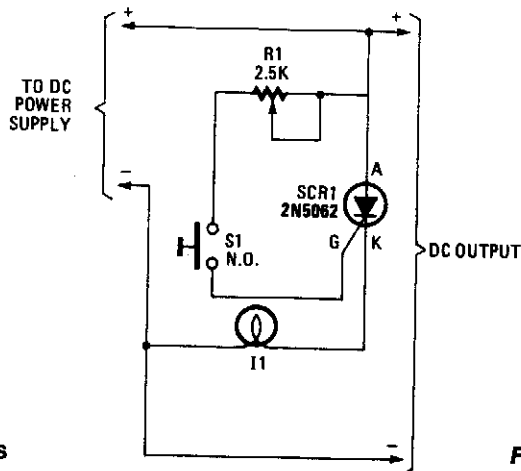 +
+
R1
2.5K
TO DC
POWER
SUPPLY
−
A
SCR1
2N5062
G
K
S1
N.O.
DC OUTPUT
I1
−
s
F